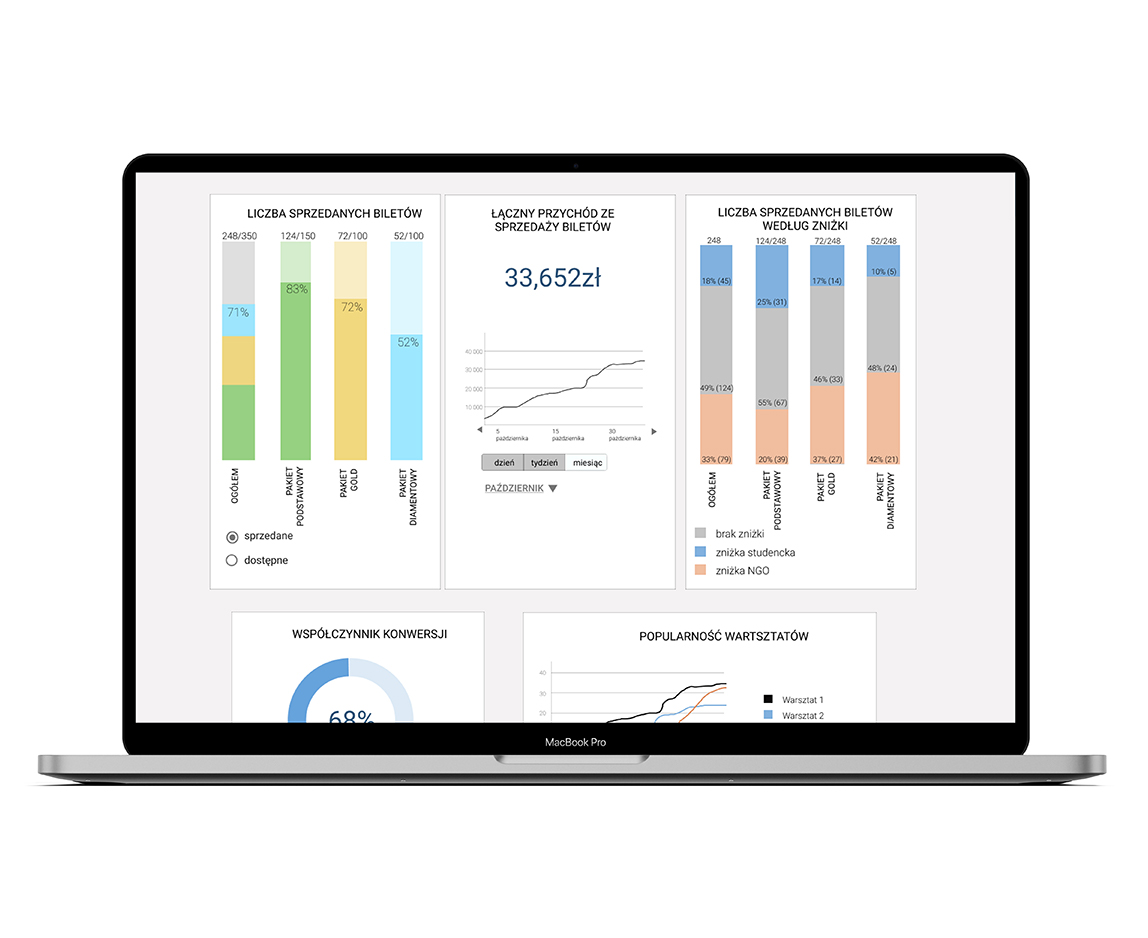 LICZBA SPRZEDANYCH BILETÓW
248/350 124/150 72/100 52/100
71%
83%
72%
52%
OGÓŁEM
PAKIET
PODSTAWOWY
PAKIET
GOLD
PAKIET
DIAMENTOWY
sprzedane
dostępne
ŁĄCZNY PRZYCHÓD ZE
SPRZEDAŻY BILETÓW
33,652zł
40 000
30 000
20 000
10 000
5
października
15
października
30
października
dzień tydzień miesiąc
PAŹDZIERNIK
LICZBA SPRZEDANYCH BILETÓW
WEDŁUG ZNIŻKI
248 124/248 72/248 52/248
18% (45)
49% (124)
33% (79)
25% (31)
55% (67)
20% (39)
17% (14)
46% (33)
37% (27)
10% (5)
48% (24)
42% (21)
OGÓŁEM
PAKIET
PODSTAWOWY
PAKIET
GOLD
PAKIET
DIAMENTOWY
brak zniżki
zniżka studencka
zniżka NGO
WSPÓŁCZYNNIK KONWERSJI
68%
POPULARNOŚĆ WARTSZTATÓW
40
30
20
Warsztat 1
Warsztat 2
MacBook Pro